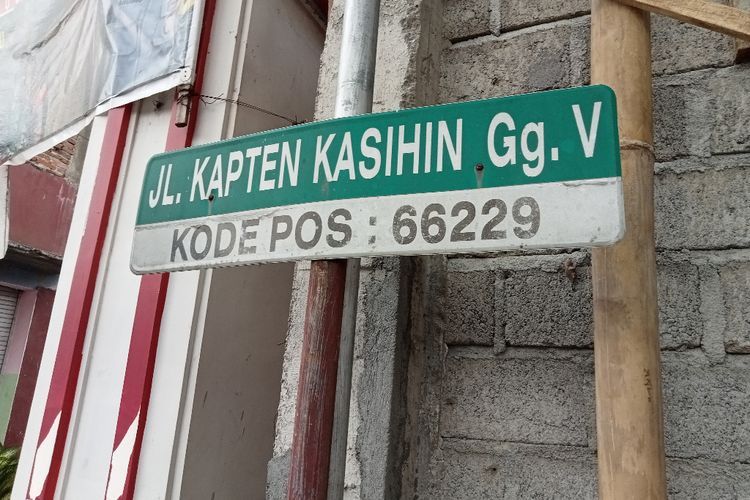 JL. KAPTEN KASIHIN Gg. V
KODE POS : 66229